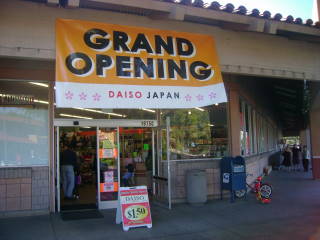 GRAND
OPENING
DAISO JAPAN
DAISO
$1.50